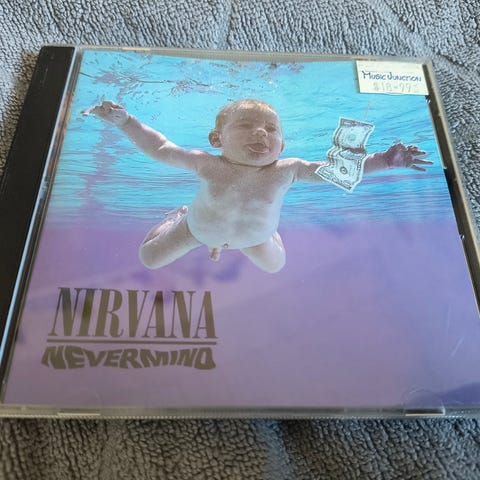 MUSIC JUNCTION
$18.99
NIRVANA
NEVERMIND